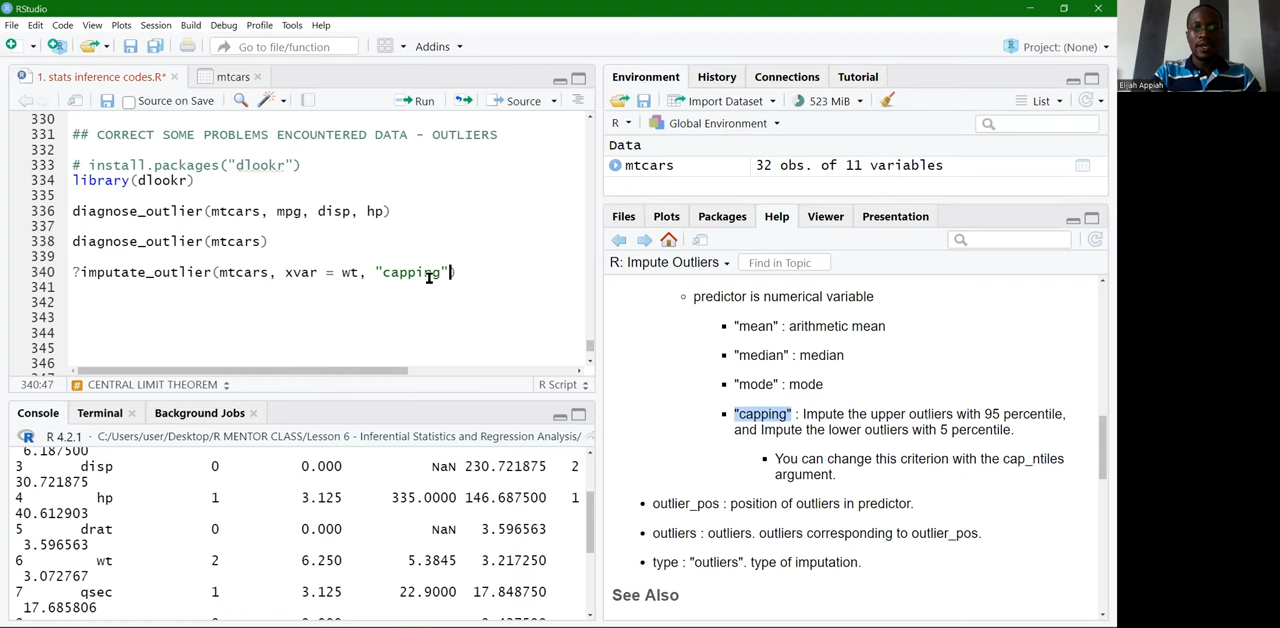 RStudio
File Edit Code View Plots Session Build Debug Profile Tools Help
Go to file/function Addins Project: (None)
1. stats inference codes.R* mtcars
Source on Save Run Source
330
331 ## CORRECT SOME PROBLEMS ENCOUNTERED DATA - OUTLIERS
332
333 # install.packages("dlookr")
334 library(dlookr)
335
336 diagnose_outlier(mtcars, mpg, disp, hp)
337
338 diagnose_outlier(mtcars)
339
340 ?imputate_outlier(mtcars, xvar = wt, "capping")
341
342
343
344
345
346
340:47 # CENTRAL LIMIT THEOREM R Script
Console Terminal Background Jobs
R 4.2.1 · C:/Users/user/Desktop/R MENTOR CLASS/Lesson 6 - Inferential Statistics and Regression Analysis/
6.187500
3 disp 0 0.000 NaN 230.721875 2
30.721875
4 hp 1 3.125 335.0000 146.687500 1
40.612903
5 drat 0 0.000 NaN 3.596563
3.596563
6 wt 2 6.250 5.3845 3.217250
3.072767
7 qsec 1 3.125 22.9000 17.848750
17.685806
Environment History Connections Tutorial
Import Dataset 523 MiB List
R Global Environment
Data
mtcars 32 obs. of 11 variables
Files Plots Packages Help Viewer Presentation
R: Impute Outliers Find in Topic
predictor is numerical variable
"mean" : arithmetic mean
"median" : median
"mode" : mode
"capping" : Impute the upper outliers with 95 percentile,
and Impute the lower outliers with 5 percentile.
You can change this criterion with the cap_ntiles
argument.
outlier_pos : position of outliers in predictor.
outliers : outliers. outliers corresponding to outlier_pos.
type : "outliers". type of imputation.
See Also
Elijah Appiah